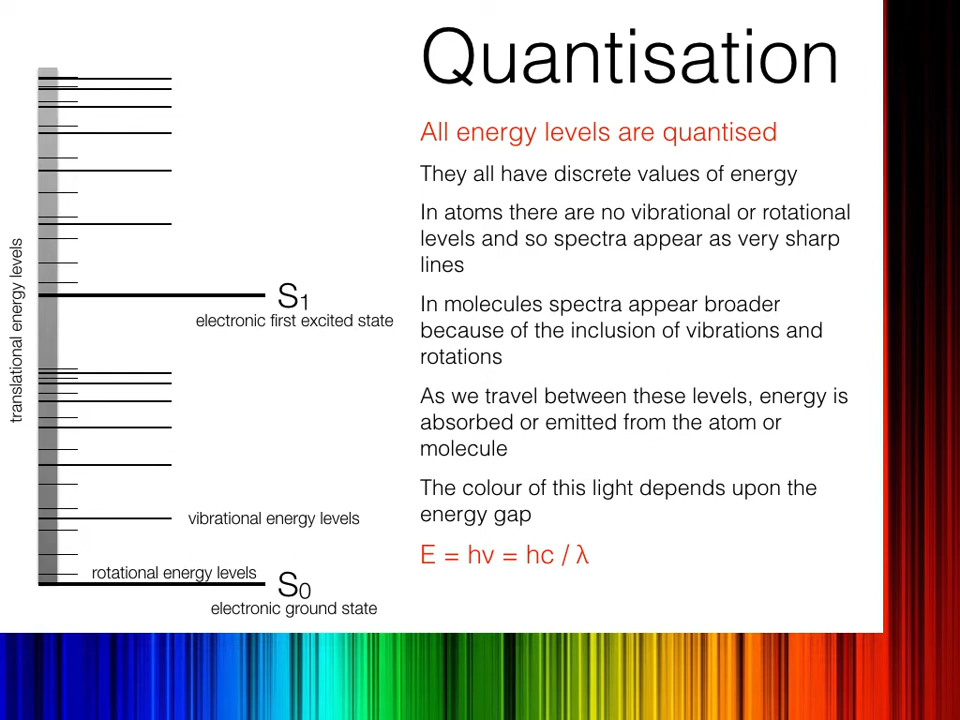 Quantisation
All energy levels are quantised
They all have discrete values of energy
In atoms there are no vibrational or rotational
levels and so spectra appear as very sharp
lines
In molecules spectra appear broader
because of the inclusion of vibrations and
rotations
As we travel between these levels, energy is
absorbed or emitted from the atom or
molecule
The colour of this light depends upon the
energy gap
E = hν = hc / λ
translational energy levels
S₁
electronic first excited state
vibrational energy levels
rotational energy levels
S₀
electronic ground state